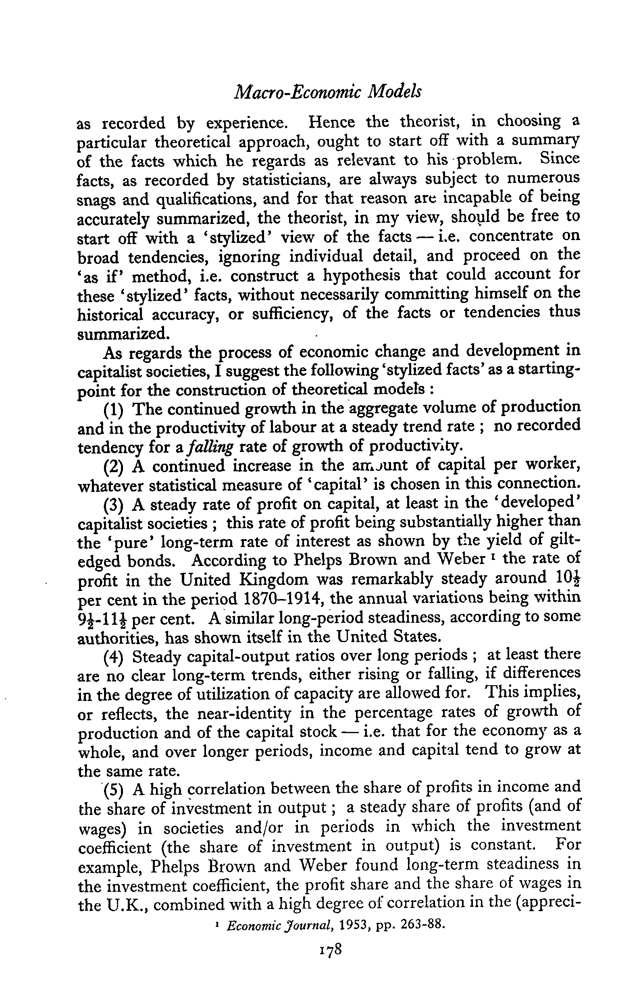 Macro-Economic Models
as recorded by experience. Hence the theorist, in choosing a
particular theoretical approach, ought to start off with a summary
of the facts which he regards as relevant to his problem. Since
facts, as recorded by statisticians, are always subject to numerous
snags and qualifications, and for that reason are incapable of being
accurately summarized, the theorist, in my view, should be free to
start off with a ‘stylized’ view of the facts — i.e. concentrate on
broad tendencies, ignoring individual detail, and proceed on the
‘as if’ method, i.e. construct a hypothesis that could account for
these ‘stylized’ facts, without necessarily committing himself on the
historical accuracy, or sufficiency, of the facts or tendencies thus
summarized.
As regards the process of economic change and development in
capitalist societies, I suggest the following ‘stylized facts’ as a starting-
point for the construction of theoretical models :
(1) The continued growth in the aggregate volume of production
and in the productivity of labour at a steady trend rate ; no recorded
tendency for a falling rate of growth of productivity.
(2) A continued increase in the amount of capital per worker,
whatever statistical measure of ‘capital’ is chosen in this connection.
(3) A steady rate of profit on capital, at least in the ‘developed’
capitalist societies ; this rate of profit being substantially higher than
the ‘pure’ long-term rate of interest as shown by the yield of gilt-
edged bonds. According to Phelps Brown and Weber ¹ the rate of
profit in the United Kingdom was remarkably steady around 10½
per cent in the period 1870–1914, the annual variations being within
9½-11½ per cent. A similar long-period steadiness, according to some
authorities, has shown itself in the United States.
(4) Steady capital-output ratios over long periods ; at least there
are no clear long-term trends, either rising or falling, if differences
in the degree of utilization of capacity are allowed for. This implies,
or reflects, the near-identity in the percentage rates of growth of
production and of the capital stock — i.e. that for the economy as a
whole, and over longer periods, income and capital tend to grow at
the same rate.
(5) A high correlation between the share of profits in income and
the share of investment in output ; a steady share of profits (and of
wages) in societies and/or in periods in which the investment
coefficient (the share of investment in output) is constant. For
example, Phelps Brown and Weber found long-term steadiness in
the investment coefficient, the profit share and the share of wages in
the U.K., combined with a high degree of correlation in the (appreci-
¹ Economic Journal, 1953, pp. 263-88.
178